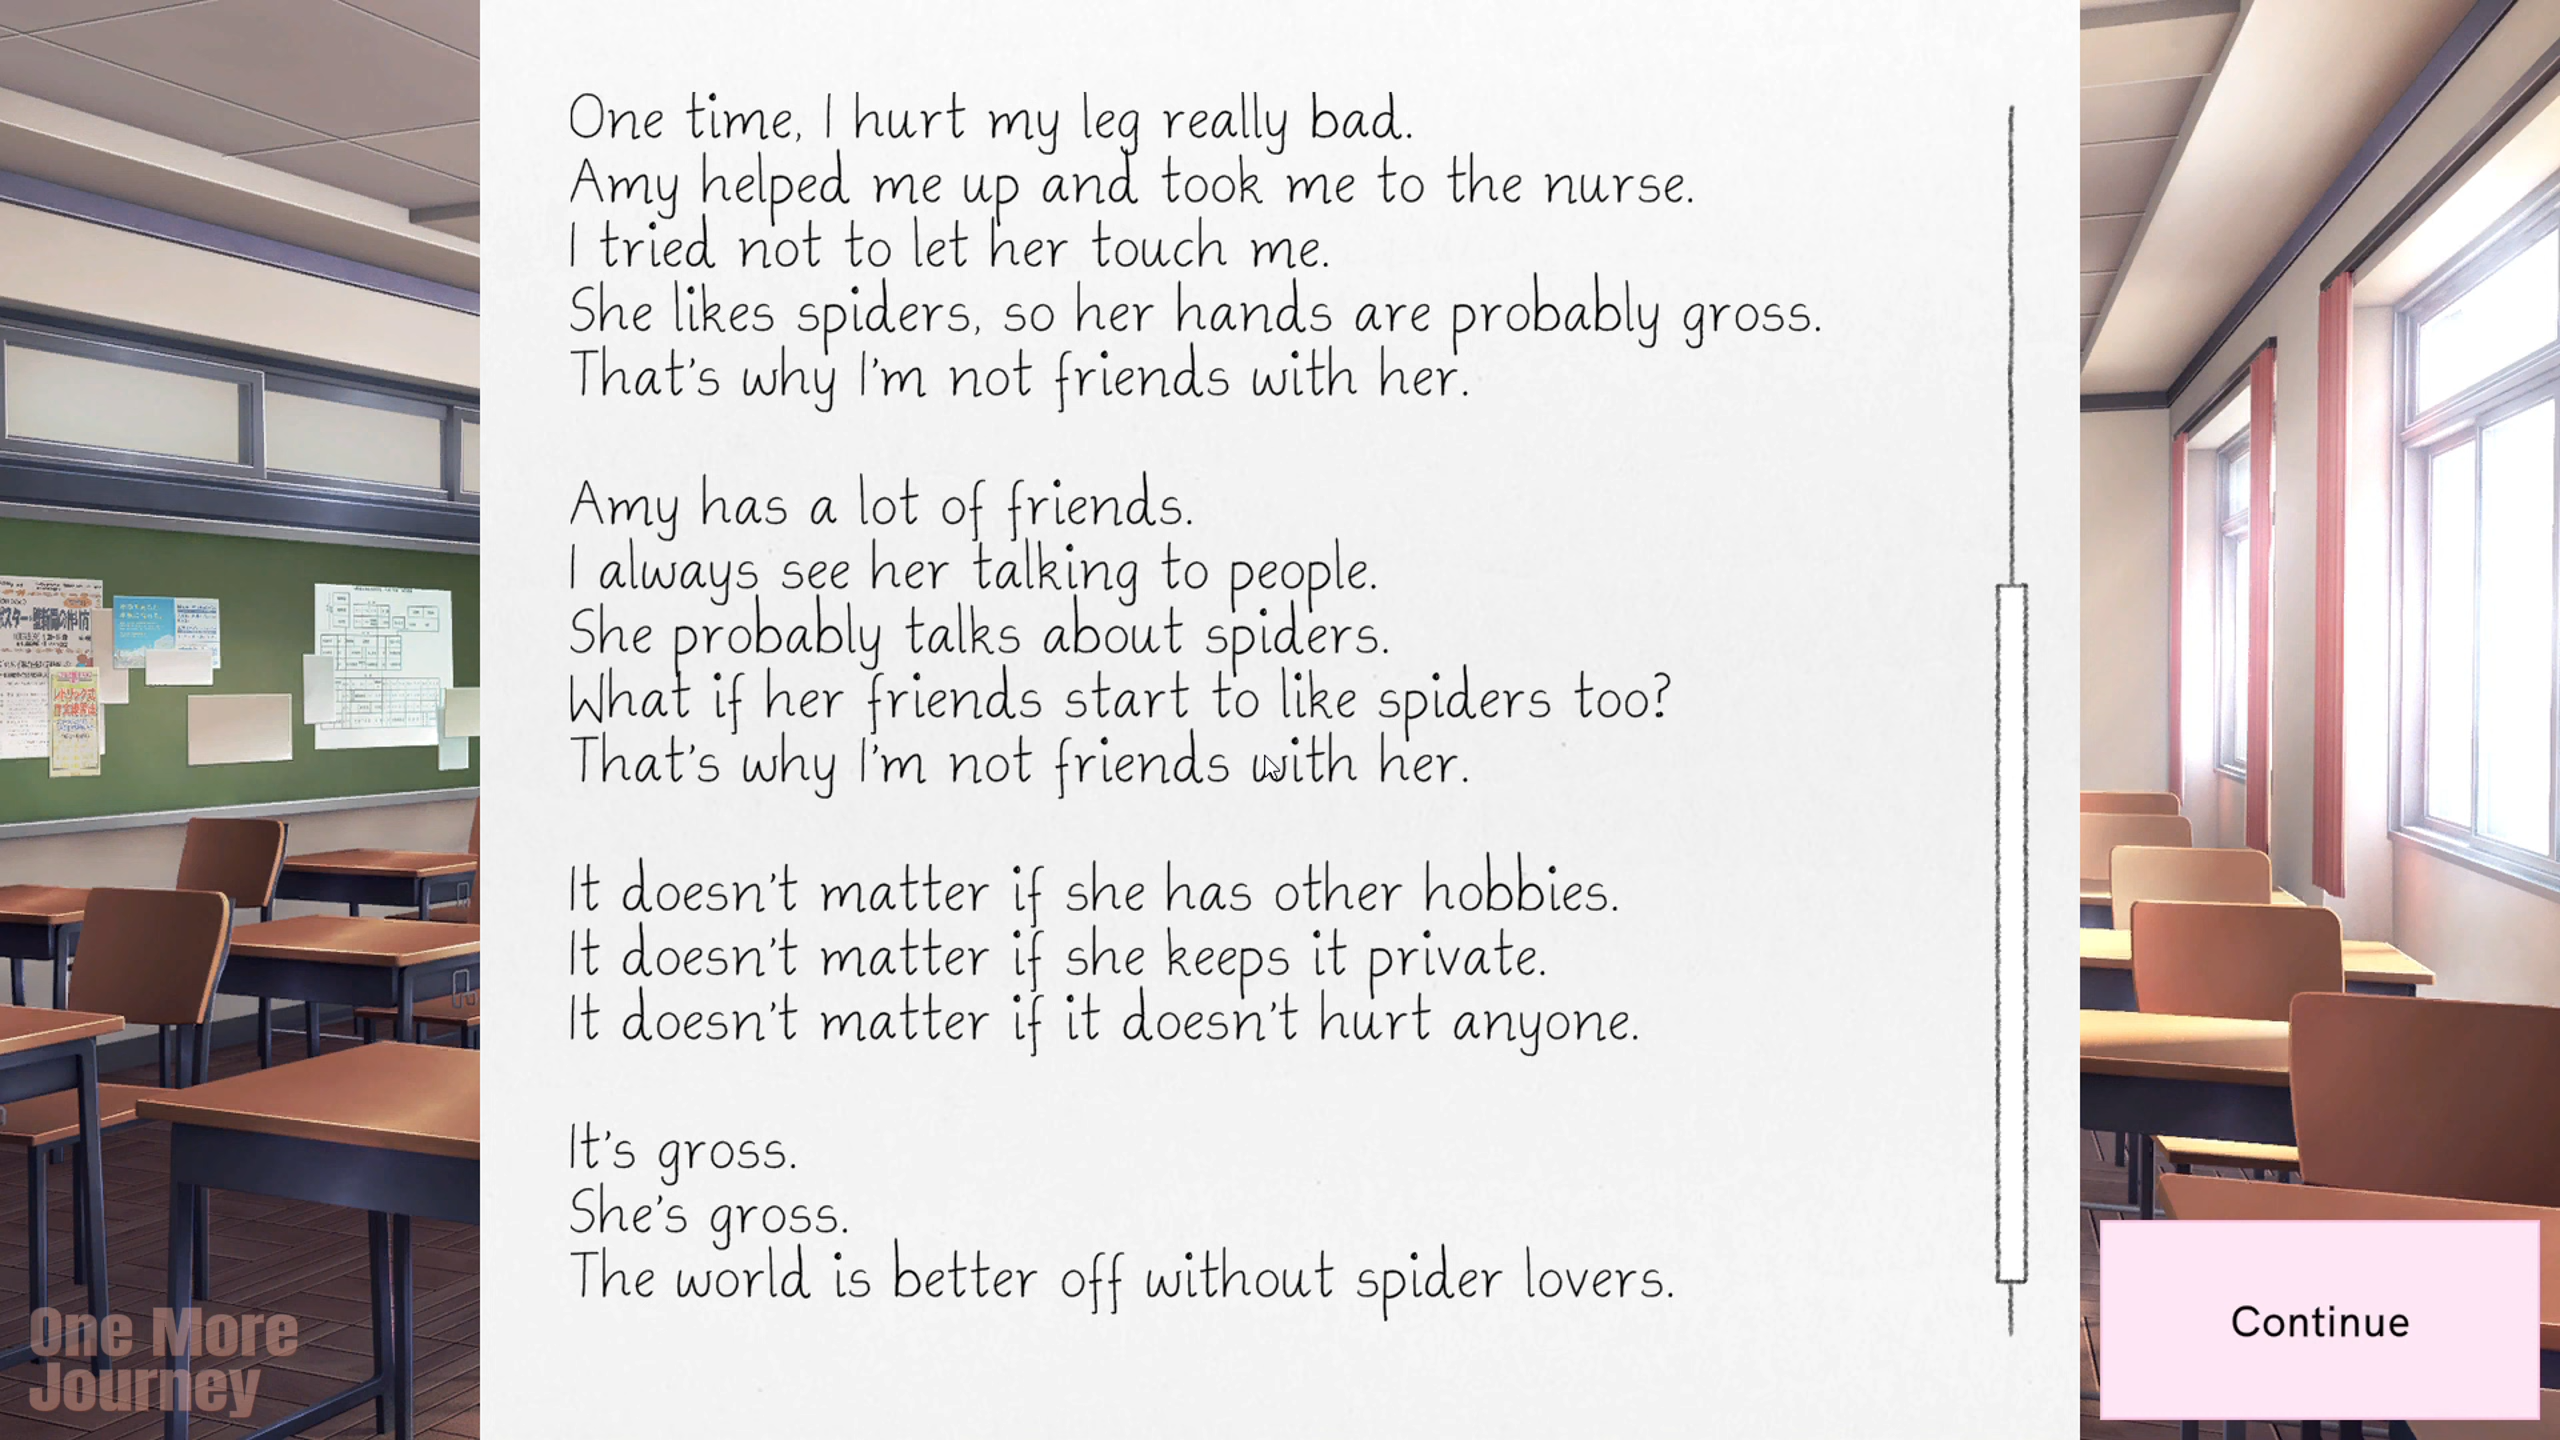 One time, I hurt my leg really bad.
Amy helped me up and took me to the nurse.
I tried not to let her touch me.
She likes spiders, so her hands are probably gross.
That's why I'm not friends with her.
Amy has a lot of friends.
I always see her talking to people.
She probably talks about spiders.
What if her friends start to like spiders too?
That's why I'm not friends with her.
It doesn't matter if she has other hobbies.
It doesn't matter if she keeps it private.
It doesn't matter if it doesn't hurt anyone.
It's gross.
She's gross.
The world is better off without spider lovers.
One More
Journey
Continue